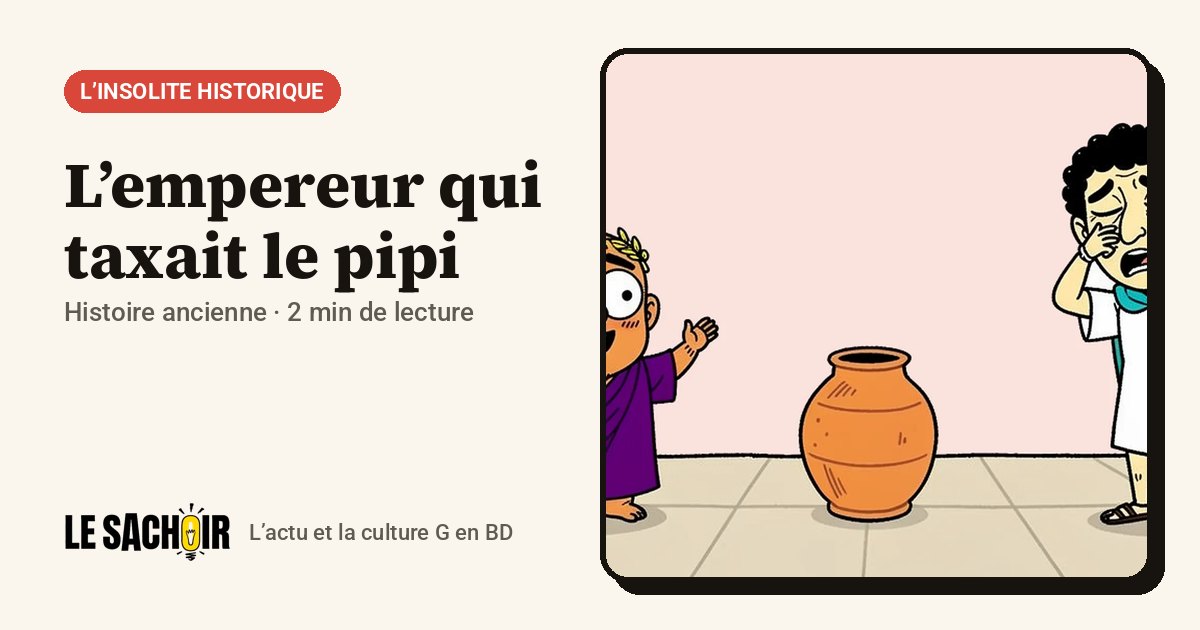 L’INSOLITE HISTORIQUE
L’empereur qui
taxait le pipi
Histoire ancienne · 2 min de lecture
LE SACHOIR
L’actu et la culture G en BD